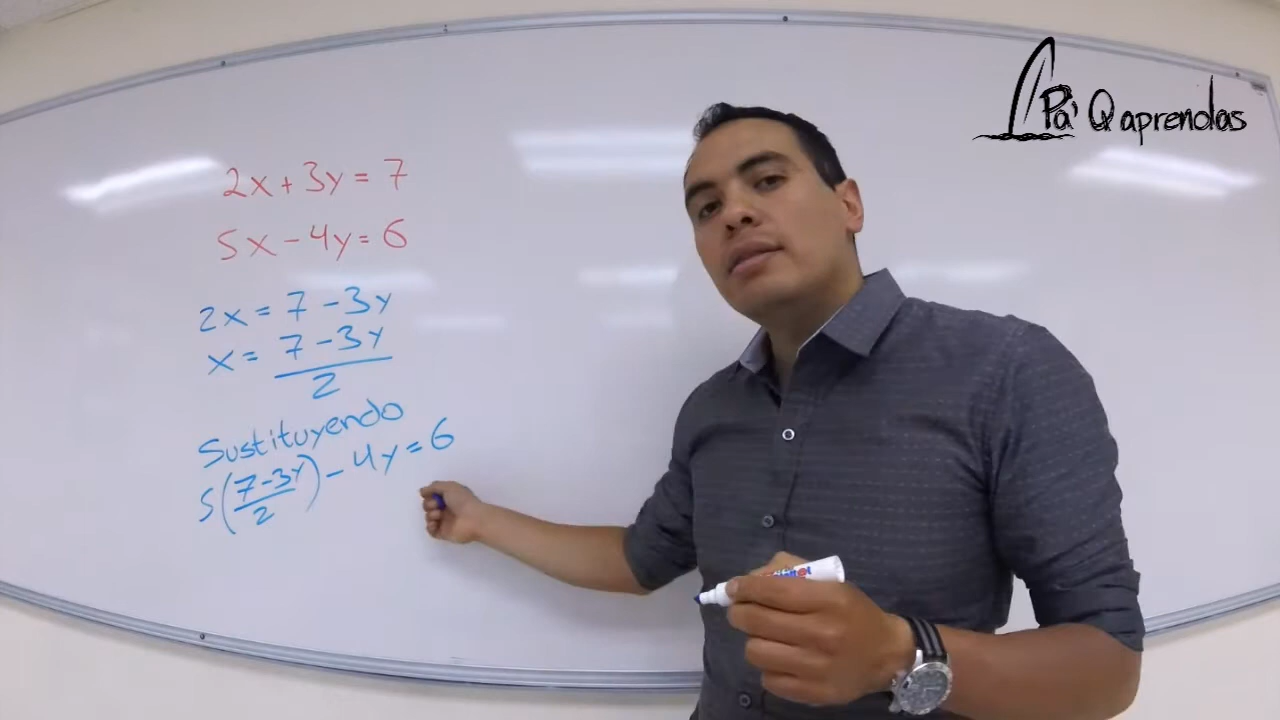 Pa' Q aprendas
2x + 3y = 7
5x - 4y = 6
2x = 7 - 3y
x = 7 - 3y
2
Sustituyendo
5(7-3y/2) - 4y = 6